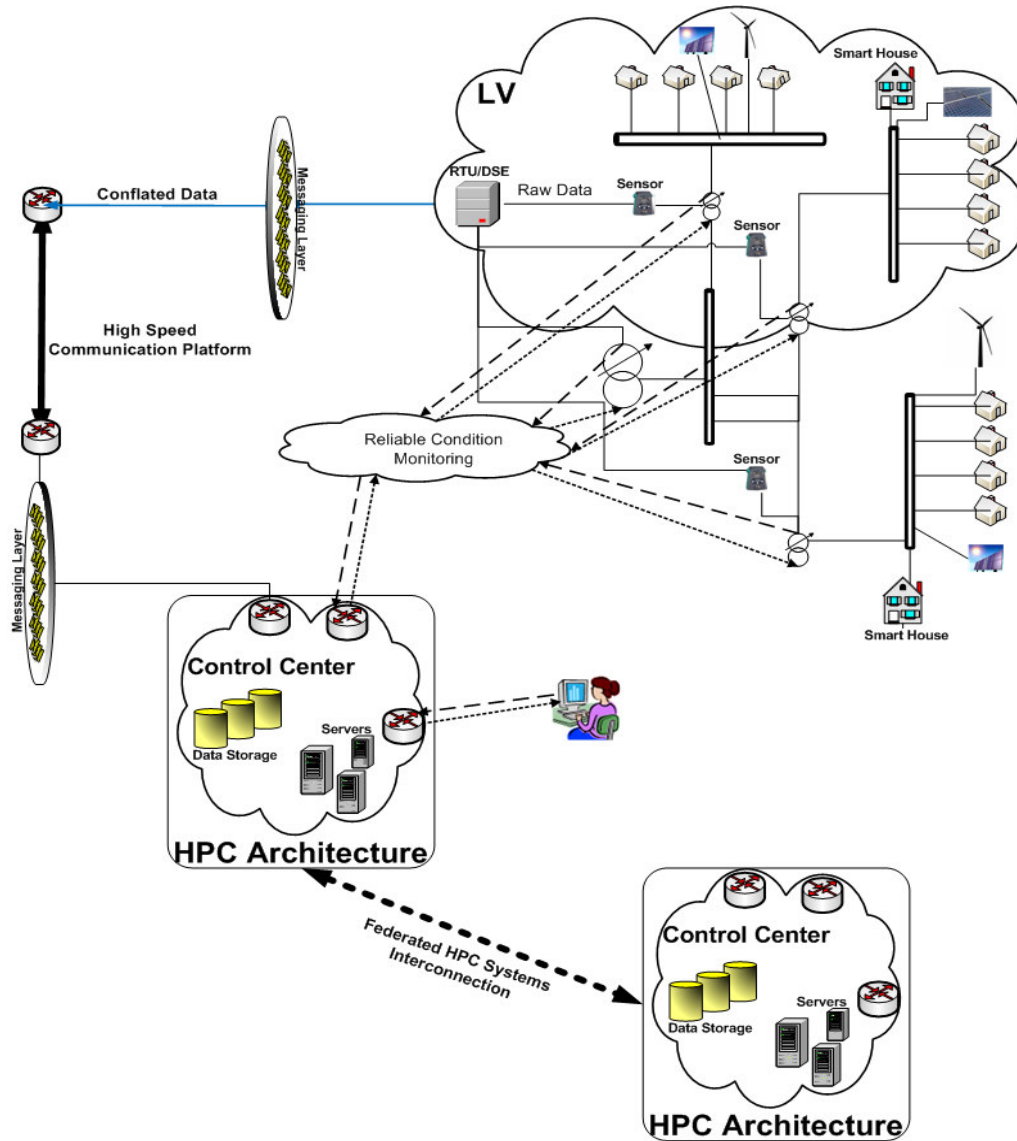 Smart House
LV
RTU/DSE
Raw Data
Sensor
Sensor
Conflated Data
Messaging Layer
High Speed
Communication Platform
Reliable Condition
Monitoring
Sensor
Messaging Layer
Smart House
Control Center
Servers
Data Storage
HPC Architecture
Federated HPC Systems
Interconnection
Control Center
Servers
Data Storage
HPC Architecture